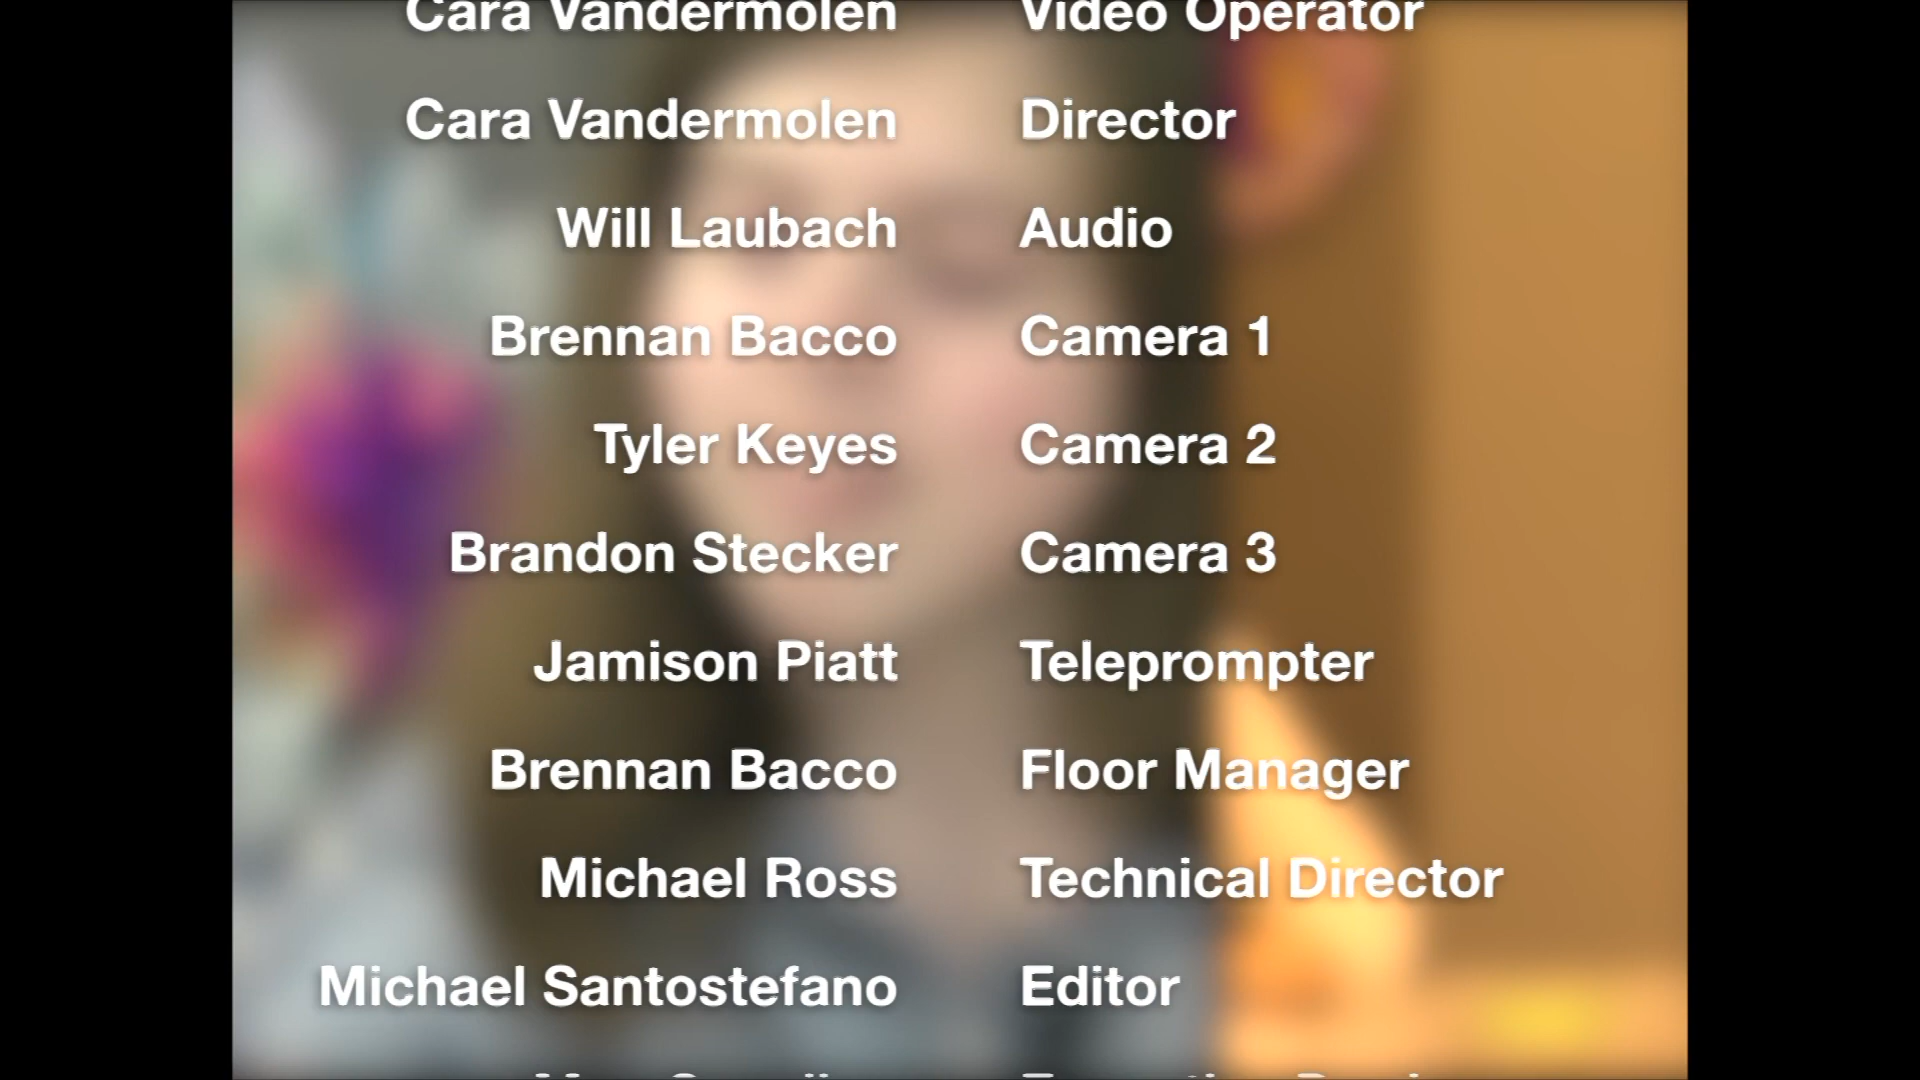 Cara Vandermolen Video Operator
Cara Vandermolen Director
Will Laubach Audio
Brennan Bacco Camera 1
Tyler Keyes Camera 2
Brandon Stecker Camera 3
Jamison Piatt Teleprompter
Brennan Bacco Floor Manager
Michael Ross Technical Director
Michael Santostefano Editor